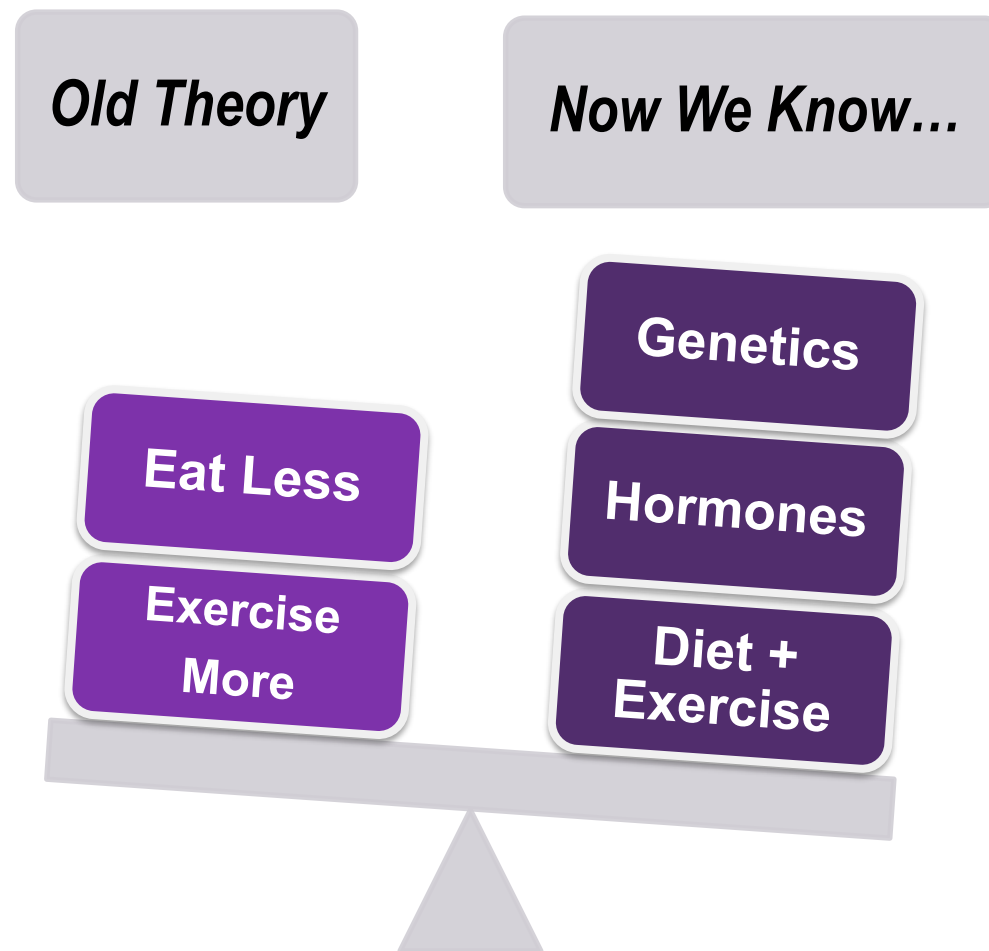 Old Theory
Now We Know…
Eat Less
Exercise
More
Genetics
Hormones
Diet +
Exercise